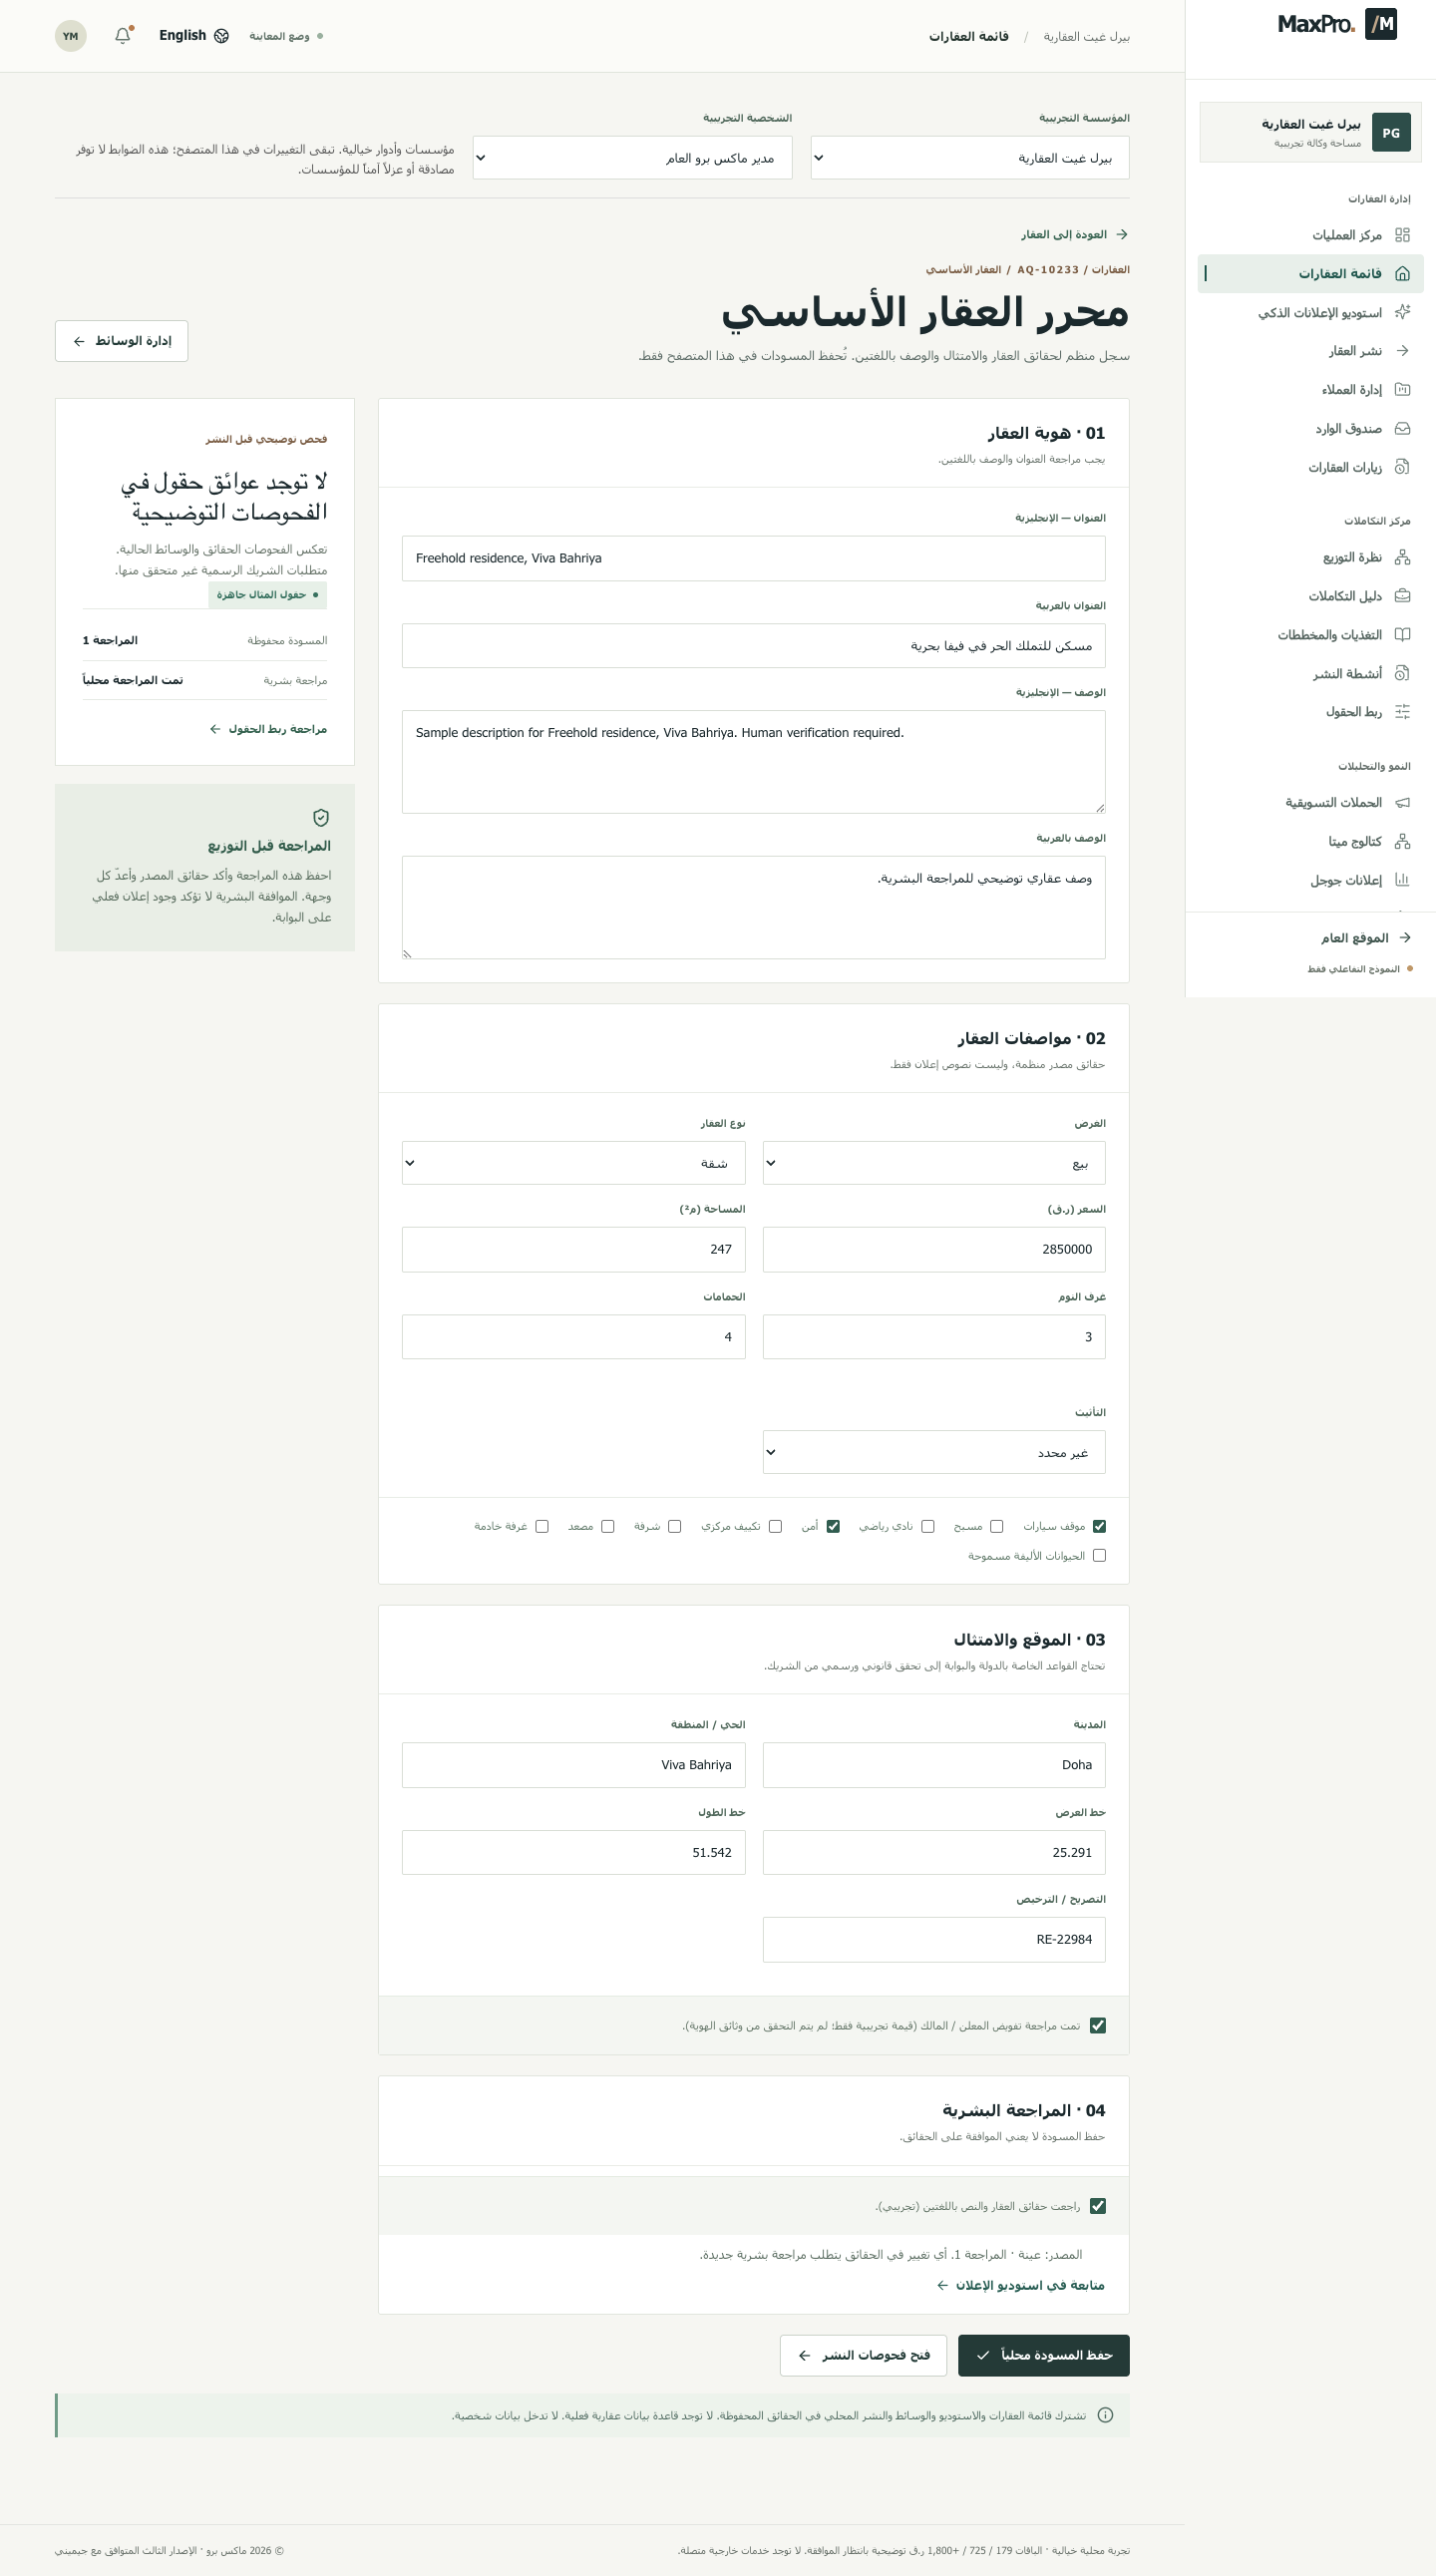 MaxPro.
/M
PG
بيرل غيت العقارية
مساحة وكالة تجريبية
إدارة العقارات
مركز العمليات
قائمة العقارات
استوديو الإعلانات الذكي
نشر العقار
إدارة العملاء
صندوق الوارد
زيارات العقارات
مركز التكاملات
نظرة التوزيع
دليل التكاملات
التغذيات والمخططات
أنشطة النشر
ربط الحقول
النمو والتحليلات
الحملات التسويقية
كتالوج ميتا
إعلانات جوجل
الموقع العام
النموذج التفاعلي فقط
بيرل غيت العقارية / قائمة العقارات
وضع المعاينة
English
YM
المؤسسة التجريبية
بيرل غيت العقارية
الشخصية التجريبية
مدير ماكس برو العام
مؤسسات وأدوار خيالية. تبقى التغييرات في هذا المتصفح؛ هذه الضوابط لا توفر
مصادقة أو عزلاً آمناً للمؤسسات.
العودة إلى العقار
العقارات / AQ-10233 / العقار الأساسي
محرر العقار الأساسي
سجل منظم لحقائق العقار والامتثال والوصف باللغتين. تُحفظ المسودات في هذا المتصفح فقط.
إدارة الوسائط
01 · هوية العقار
يجب مراجعة العنوان والوصف باللغتين.
العنوان — الإنجليزية
Freehold residence, Viva Bahriya
العنوان بالعربية
مسكن للتملك الحر في فيفا بحرية
الوصف — الإنجليزية
Sample description for Freehold residence, Viva Bahriya. Human verification required.
الوصف بالعربية
وصف عقاري توضيحي للمراجعة البشرية.
فحص توضيحي قبل النشر
لا توجد عوائق حقول في
الفحوصات التوضيحية
تعكس الفحوصات الحقائق والوسائط الحالية.
متطلبات الشريك الرسمية غير متحقق منها.
حقول المثال جاهزة
المسودة محفوظة
المراجعة 1
مراجعة بشرية
تمت المراجعة محلياً
مراجعة ربط الحقول
المراجعة قبل التوزيع
احفظ هذه المراجعة وأكد حقائق المصدر وأعدّ كل
وجهة. الموافقة البشرية لا تؤكد وجود إعلان فعلي
على البوابة.
02 · مواصفات العقار
حقائق مصدر منظمة، وليست نصوص إعلان فقط.
الغرض
بيع
نوع العقار
شقة
السعر (ر.ق)
2850000
المساحة (م²)
247
غرف النوم
3
الحمامات
4
التأثيث
غير محدد
موقف سيارات
مسبح
نادي رياضي
أمن
تكييف مركزي
شرفة
مصعد
غرفة خادمة
الحيوانات الأليفة مسموحة
03 · الموقع والامتثال
تحتاج القواعد الخاصة بالدولة والبوابة إلى تحقق قانوني ورسمي من الشريك.
المدينة
Doha
الحي / المنطقة
Viva Bahriya
خط العرض
25.291
خط الطول
51.542
التصريح / الترخيص
RE-22984
تمت مراجعة تفويض المعلن / المالك (قيمة تجريبية فقط؛ لم يتم التحقق من وثائق الهوية).
04 · المراجعة البشرية
حفظ المسودة لا يعني الموافقة على الحقائق.
راجعت حقائق العقار والنص باللغتين (تجريبي).
المصدر: عينة · المراجعة 1. أي تغيير في الحقائق يتطلب مراجعة بشرية جديدة.
متابعة في استوديو الإعلان
حفظ المسودة محلياً
فتح فحوصات النشر
تشترك قائمة العقارات والاستوديو والوسائط والنشر المحلي في الحقائق المحفوظة. لا توجد قاعدة بيانات عقارية فعلية. لا تدخل بيانات شخصية.
تجربة محلية خيالية · الباقات 179 / 725 / +1,800 ر.ق توضيحية بانتظار الموافقة. لا توجد خدمات خارجية متصلة.
© 2026 ماكس برو · الإصدار الثالث المتوافق مع جيميني